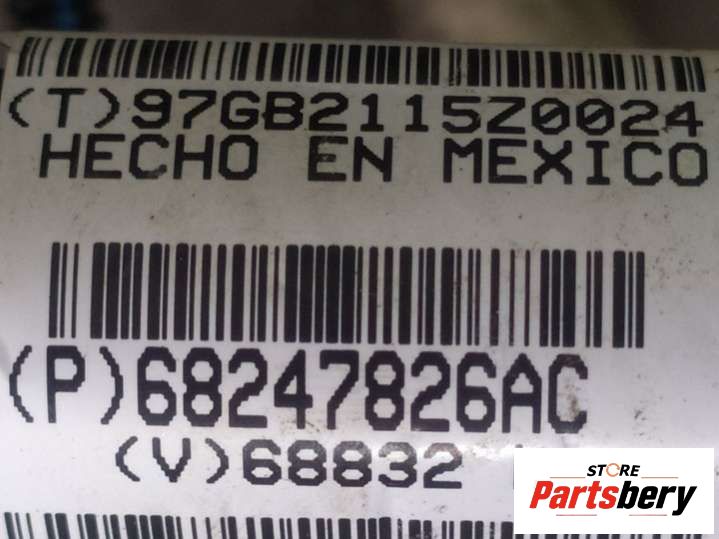 (T)97GB2115Z0024
HECHO EN MEXICO
(P)68247826AC
(V)68832
STORE
Partsbery